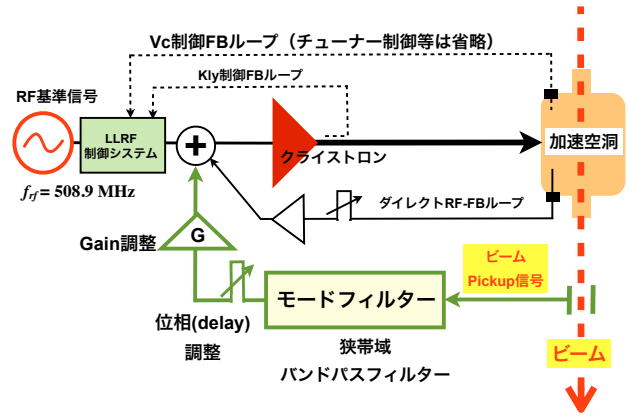 Vc制御FBループ（チューナー制御等は省略）
Kly制御FBループ
RF基準信号
LLRF
制御システム
+
クライストロン
加速空洞
frf = 508.9 MHz
ダイレクトRF-FBループ
G
Gain調整
ビーム
Pickup信号
モードフィルター
位相(delay)
調整
狭帯域
バンドパスフィルター
ビーム